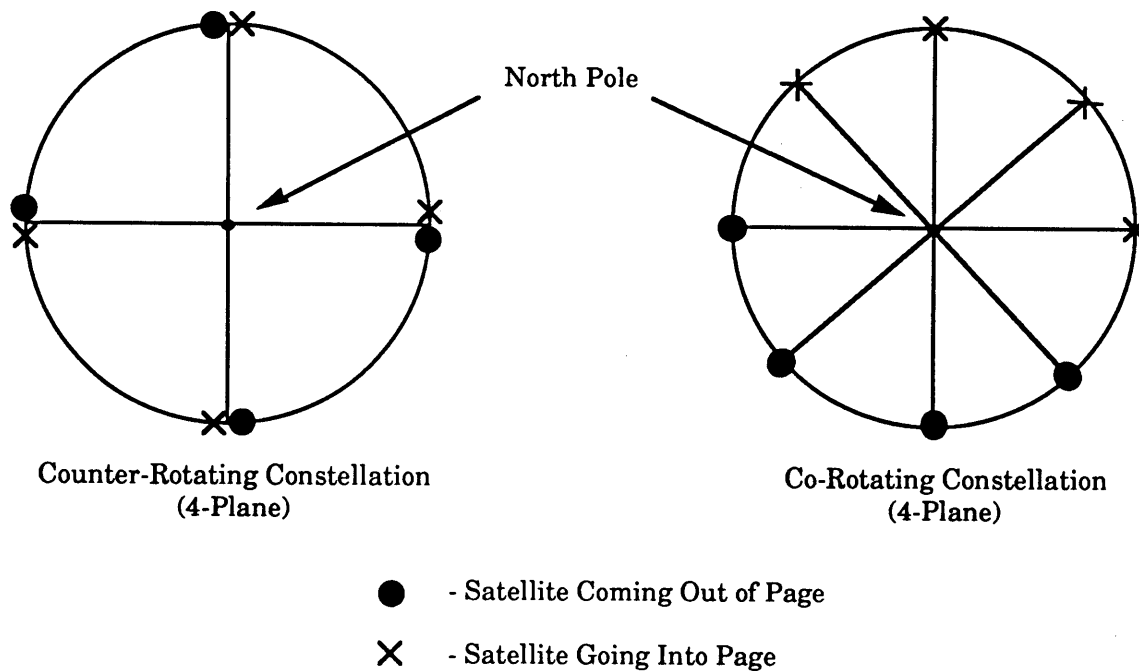 North Pole
Counter-Rotating Constellation
(4-Plane)
Co-Rotating Constellation
(4-Plane)
- Satellite Coming Out of Page
- Satellite Going Into Page